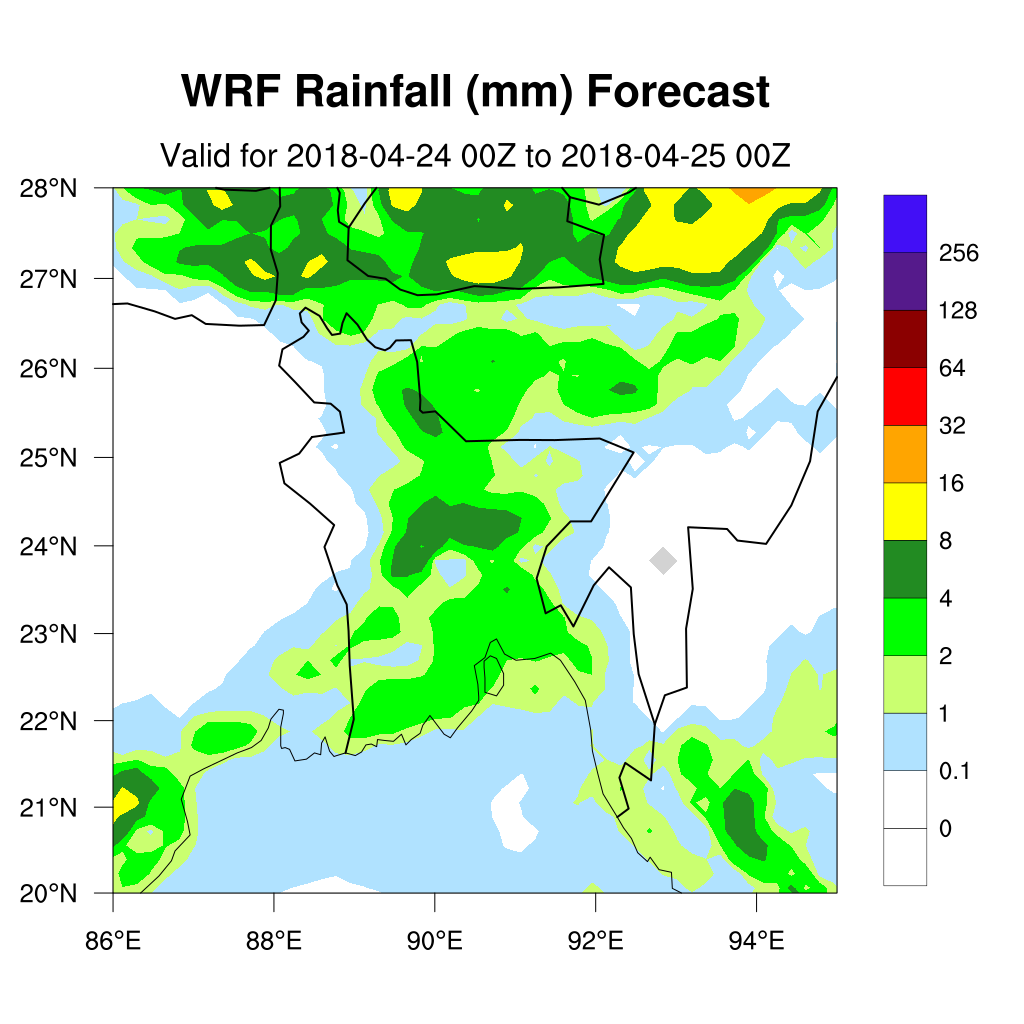 WRF Rainfall (mm) Forecast
Valid for 2018-04-24 00Z to 2018-04-25 00Z
28°N
27°N
26°N
25°N
24°N
23°N
22°N
21°N
20°N
86°E 88°E 90°E 92°E 94°E
256
128
64
32
16
8
4
2
1
0.1
0